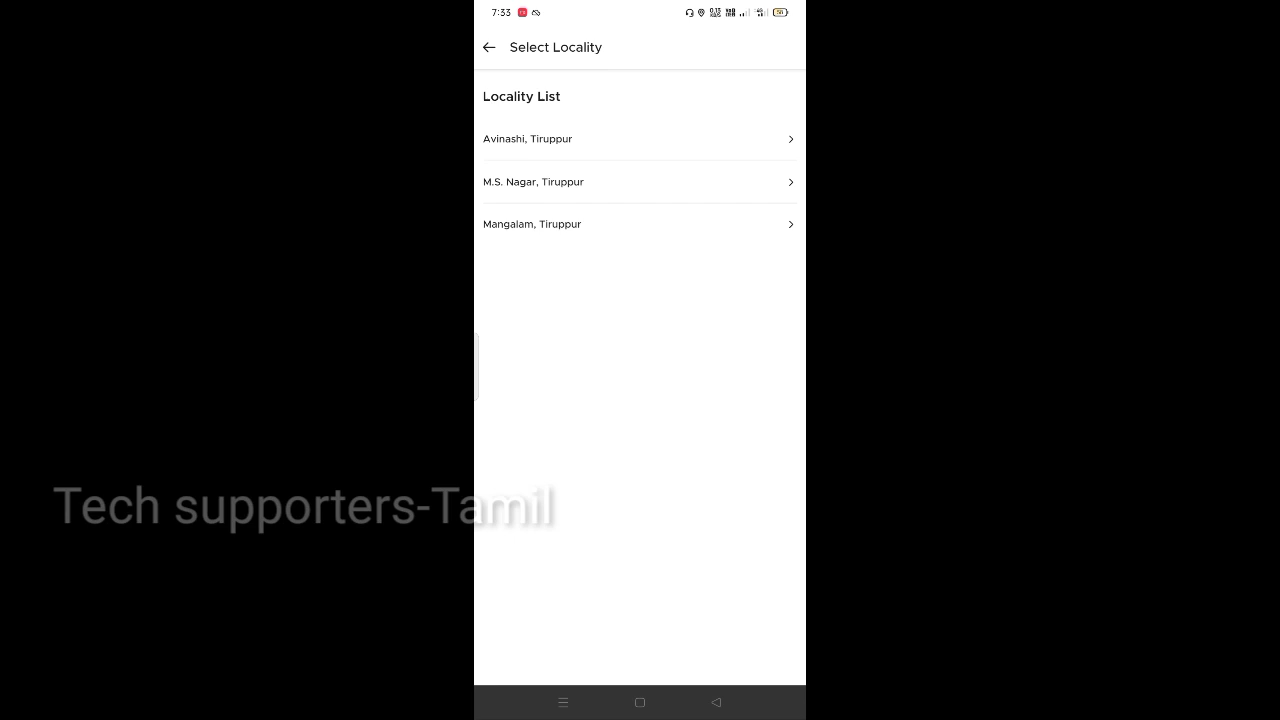 7:33
Select Locality
Locality List
Avinashi, Tiruppur
M.S. Nagar, Tiruppur
Mangalam, Tiruppur
Tech supporters-Tamil